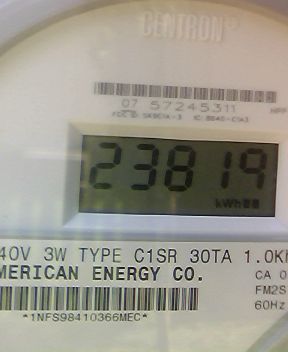 CENTRON
07 57245311
23819
kWh
40V 3W TYPE C1SR 30TA 1.0Kh
MERICAN ENERGY CO.
CA 0
FM2S
60Hz
*1NFS98410366MEC*